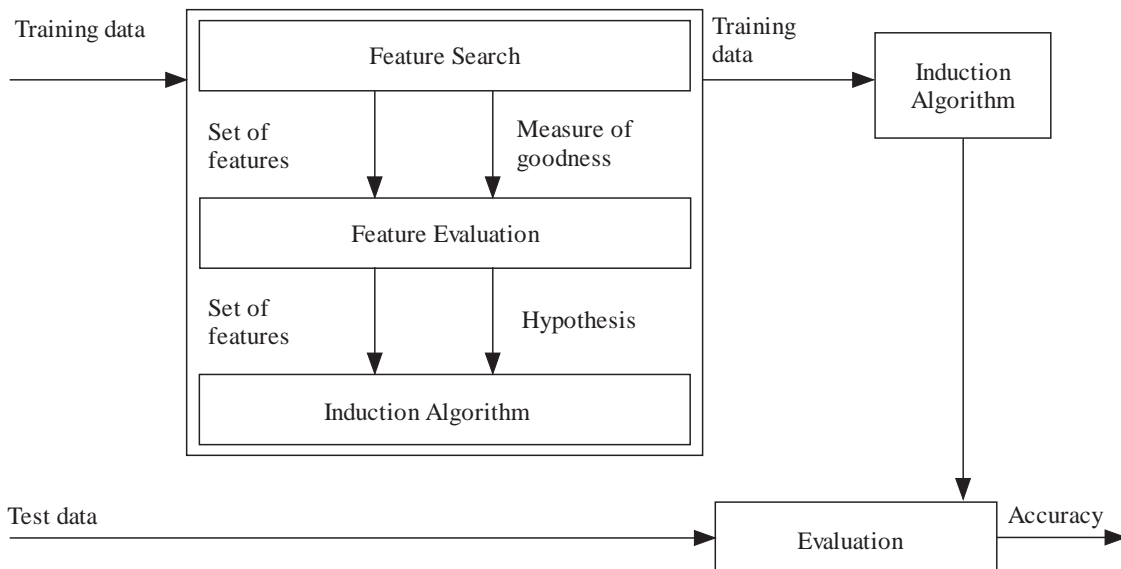 Training data
Feature Search
Training
data
Induction
Algorithm
Set of
features
Measure of
goodness
Feature Evaluation
Set of
features
Hypothesis
Induction Algorithm
Test data
Evaluation
Accuracy